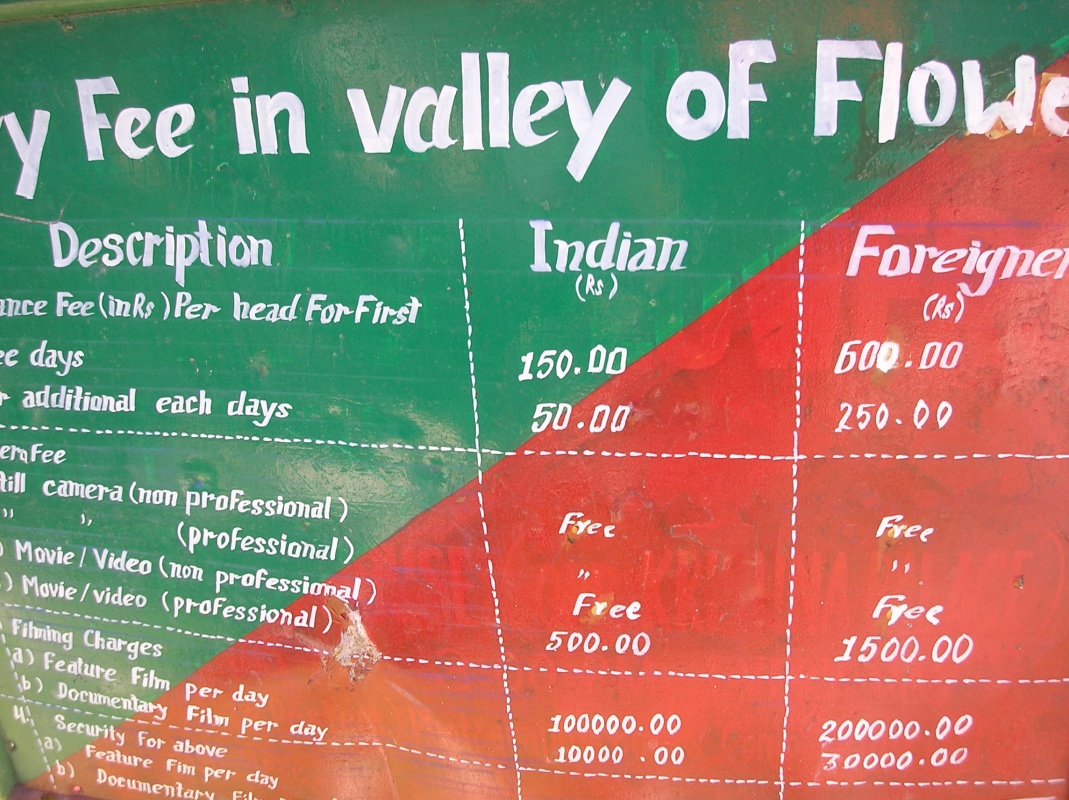 y Fee in valley of Flowe
Description Indian Foreigner
(Rs) (Rs)
ance Fee (in Rs) Per head For First
ee days 150.00 600.00
r additional each days 50.00 250.00
era Fee
till camera (non professional) Free Free
" " (professional) " "
) Movie/Video (non professional) Free Free
.) Movie/video (professional) 500.00 1500.00
Filming Charges
a) Feature Film per day 100000.00 200000.00
b) Documentary Film per day 10000.00 30000.00
4. Security for above
a) Feature Fim per day
b) Documentary